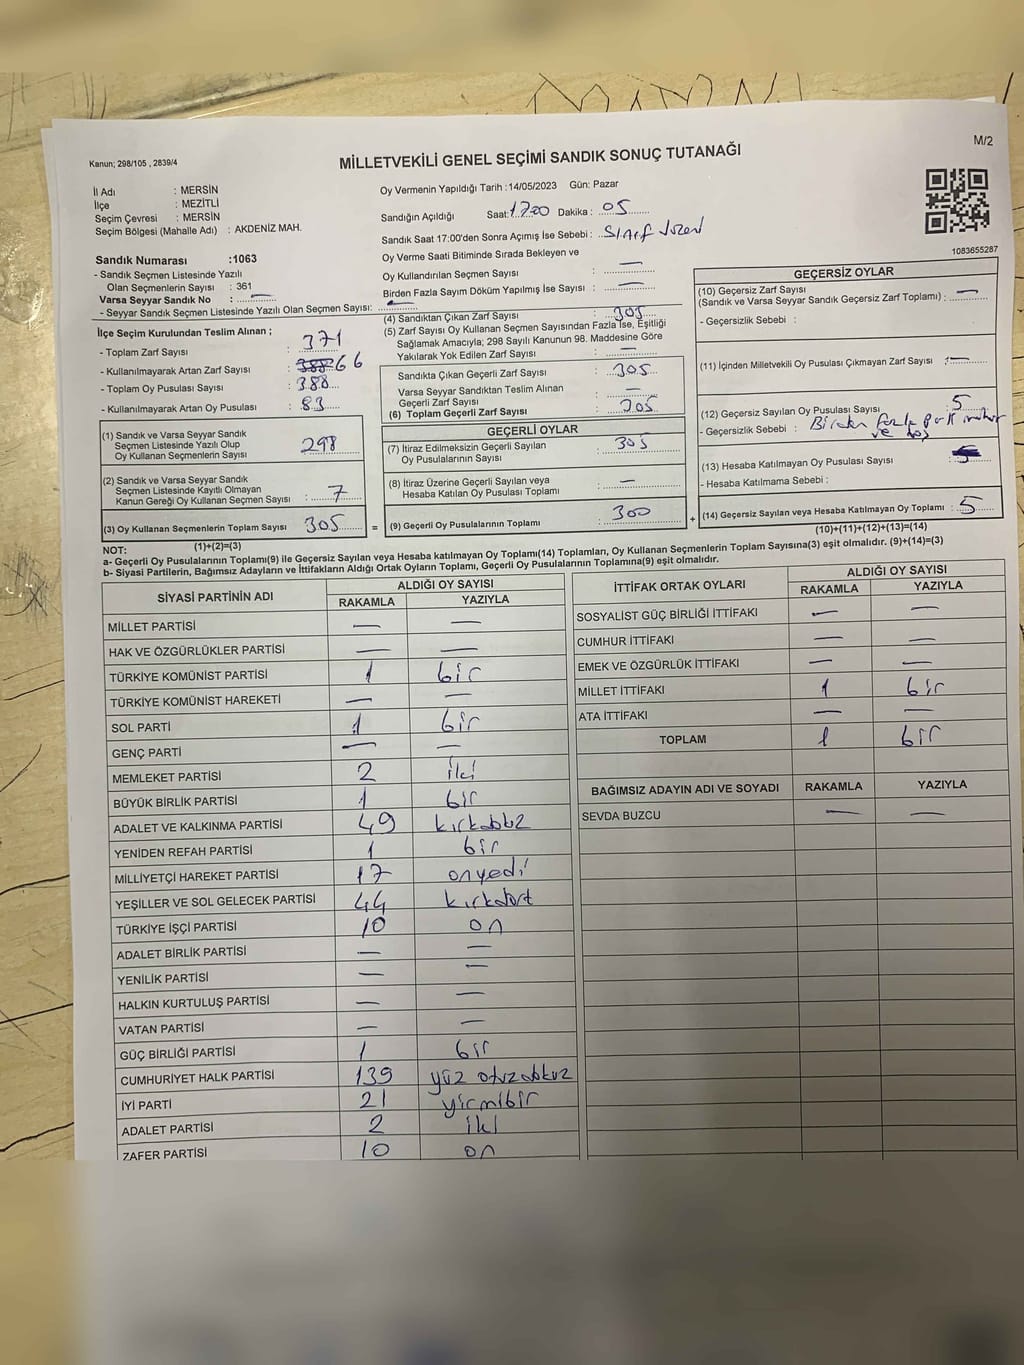 M/2
Kanun; 298/105 , 2839/4
MİLLETVEKİLİ GENEL SEÇİMİ SANDIK SONUÇ TUTANAĞI
İl Adı : MERSİN
İlçe : MEZİTLİ
Seçim Çevresi : MERSİN
Seçim Bölgesi (Mahalle Adı) : AKDENİZ MAH.
Sandık Numarası :1063
- Sandık Seçmen Listesinde Yazılı
Olan Seçmenlerin Sayısı : 361
Varsa Seyyar Sandık No : —
- Seyyar Seçmen Listesinde Yazılı Olan Seçmen Sayısı:
İlçe Seçim Kurulundan Teslim Alınan ;
- Toplam Zarf Sayısı : 371
- Kullanılmayarak Artan Zarf Sayısı : 66
- Toplam Oy Pusulası Sayısı : 388
- Kullanılmayarak Artan Oy Pusulası : 83
(1) Sandık ve Varsa Seyyar Sandık
Seçmen Listesinde Yazılı Olup
Oy Kullanan Seçmenlerin Sayısı : 298
(2) Sandık ve Varsa Seyyar Sandık
Seçmen Listesinde Kayıtlı Olmayan
Kanun Gereği Oy Kullanan Seçmen Sayısı : 7
(3) Oy Kullanan Seçmenlerin Toplam Sayısı 305 =
(1)+(2)=(3)
Oy Vermenin Yapıldığı Tarih :14/05/2023 Gün: Pazar
Sandığın Açıldığı Saat: 1700 Dakika : 05
Sandık Saat 17:00'den Sonra Açımış İse Sebebi : Sınıf düzeni
Oy Verme Saati Bitiminde Sırada Bekleyen ve
Oy Kullandırılan Seçmen Sayısı : —
Birden Fazla Sayım Döküm Yapılmış İse Sayısı : —
(4) Sandıktan Çıkan Zarf Sayısı : 305
(5) Zarf Sayısı Oy Kullanan Seçmen Sayısından Fazla İse, Eşitliği
Sağlamak Amacıyla; 298 Sayılı Kanunun 98. Maddesine Göre
Yakılarak Yok Edilen Zarf Sayısı : —
Sandıkta Çıkan Geçerli Zarf Sayısı : 305
Varsa Seyyar Sandıktan Teslim Alınan
Geçerli Zarf Sayısı : —
(6) Toplam Geçerli Zarf Sayısı : 305
GEÇERLİ OYLAR
(7) İtiraz Edilmeksizin Geçerli Sayılan
Oy Pusulalarının Sayısı : 305
(8) İtiraz Üzerine Geçerli Sayılan veya
Hesaba Katılan Oy Pusulası Toplamı : —
(9) Geçerli Oy Pusulalarının Toplamı : 300 +
1083655287
GEÇERSİZ OYLAR
(10) Geçersiz Zarf Sayısı
(Sandık ve Varsa Seyyar Sandık Geçersiz Zarf Toplamı) : —
- Geçersizlik Sebebi :
(11) İçinden Milletvekili Oy Pusulası Çıkmayan Zarf Sayısı : —
(12) Geçersiz Sayılan Oy Pusulası Sayısı : 5
- Geçersizlik Sebebi : Birden fazla parti mühür
ve boş
(13) Hesaba Katılmayan Oy Pusulası Sayısı :
- Hesaba Katılmama Sebebi :
(14) Geçersiz Sayılan veya Hesaba Katılmayan Oy Toplamı : 5
(10)+(11)+(12)+(13)=(14)
NOT:
a- Geçerli Oy Pusulalarının Toplamı(9) ile Geçersiz Sayılan veya Hesaba katılmayan Oy Toplamı(14) Toplamları, Oy Kullanan Seçmenlerin Toplam Sayısına(3) eşit olmalıdır. (9)+(14)=(3)
b- Siyasi Partilerin, Bağımsız Adayların ve İttifakların Aldığı Ortak Oyların Toplamı, Geçerli Oy Pusulalarının Toplamına(9) eşit olmalıdır.
SİYASİ PARTİNİN ADI ALDIĞI OY SAYISI
RAKAMLA YAZIYLA
MİLLET PARTİSİ — —
HAK VE ÖZGÜRLÜKLER PARTİSİ — —
TÜRKİYE KOMÜNİST PARTİSİ 1 bir
TÜRKİYE KOMÜNİST HAREKETİ — —
SOL PARTİ 1 bir
GENÇ PARTİ — —
MEMLEKET PARTİSİ 2 iki
BÜYÜK BİRLİK PARTİSİ 1 bir
ADALET VE KALKINMA PARTİSİ 49 kırkdokuz
YENİDEN REFAH PARTİSİ 1 bir
MİLLİYETÇİ HAREKET PARTİSİ 17 onyedi
YEŞİLLER VE SOL GELECEK PARTİSİ 44 kırkdört
TÜRKİYE İŞÇİ PARTİSİ 10 on
ADALET BİRLİK PARTİSİ — —
YENİLİK PARTİSİ — —
HALKIN KURTULUŞ PARTİSİ — —
VATAN PARTİSİ — —
GÜÇ BİRLİĞİ PARTİSİ 1 bir
CUMHURİYET HALK PARTİSİ 139 yüz otuzdokuz
İYİ PARTİ 21 yirmibir
ADALET PARTİSİ 2 iki
ZAFER PARTİSİ 10 on
İTTİFAK ORTAK OYLARI ALDIĞI OY SAYISI
RAKAMLA YAZIYLA
SOSYALİST GÜÇ BİRLİĞİ İTTİFAKI — —
CUMHUR İTTİFAKI — —
EMEK VE ÖZGÜRLÜK İTTİFAKI — —
MİLLET İTTİFAKI 1 bir
ATA İTTİFAKI — —
TOPLAM 1 bir
BAĞIMSIZ ADAYIN ADI VE SOYADI RAKAMLA YAZIYLA
SEVDA BUZCU — —